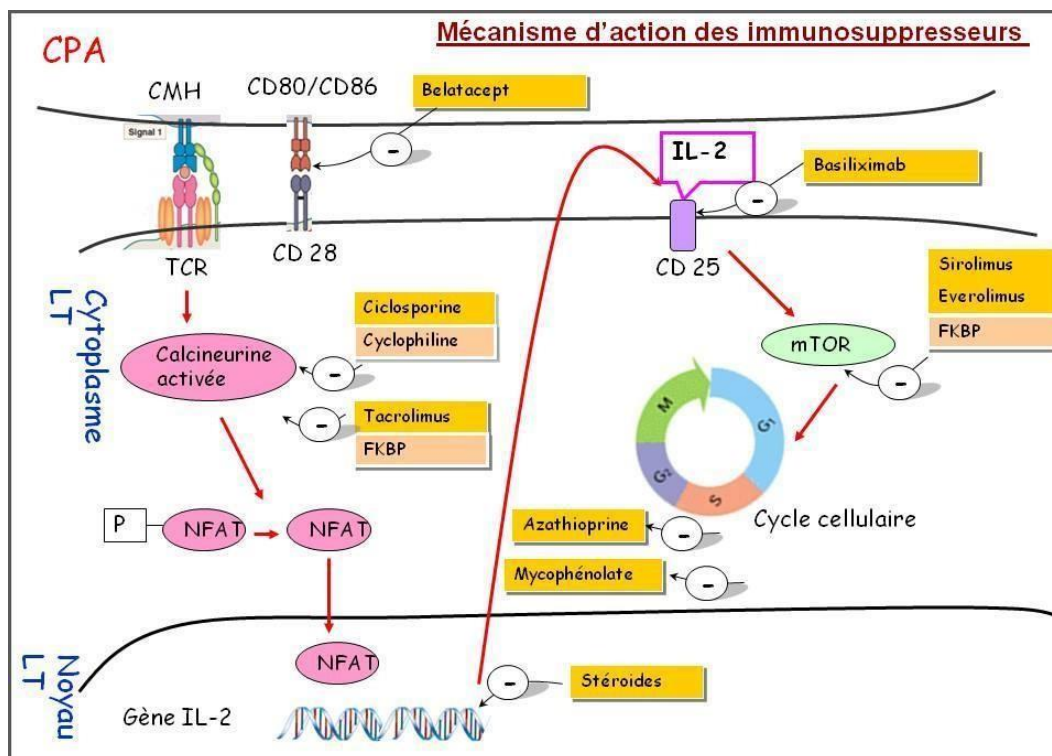 Mécanisme d'action des immunosuppresseurs
CPA
CMH
CD80/CD86
Belatacept
Signal 1
-
IL-2
Basiliximab
-
-
TCR
CD 28
CD 25
Cytoplasme
LT
Sirolimus
Everolimus
FKBP
Ciclosporine
Cyclophiline
Calcineurine
activée
-
mTOR
-
Tacrolimus
FKBP
-
M
G1
G2
S
P
NFAT
NFAT
Azathioprine
-
Cycle cellulaire
Mycophénolate
-
Noyau
LT
NFAT
-
Stéroides
Gène IL-2